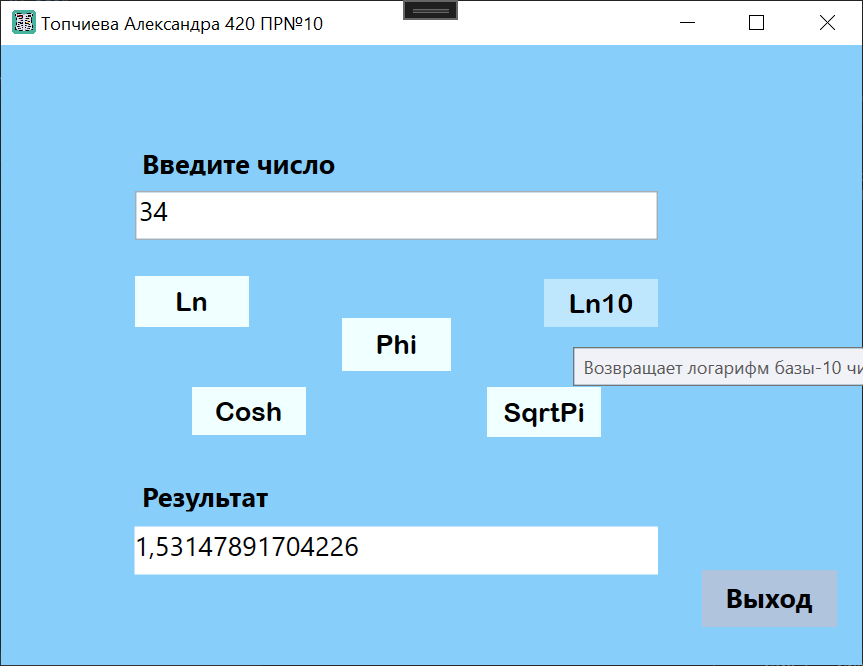 Топчиева Александра 420 ПР№10
Введите число
34
Ln
Ln10
Phi
Возвращает логарифм базы-10
Cosh
SqrtPi
Результат
1,53147891704226
Выход